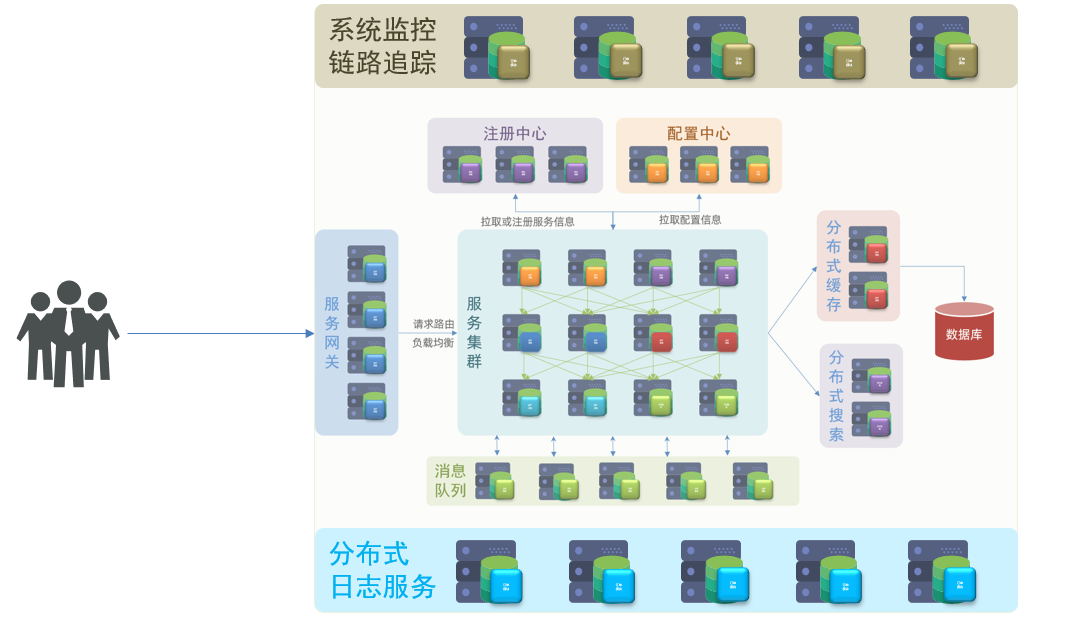 系统监控
链路追踪
注册中心
配置中心
拉取或注册服务信息
拉取配置信息
服务网关
请求路由
负载均衡
服务集群
分布式缓存
数据库
分布式搜索
消息
队列
分布式
日志服务